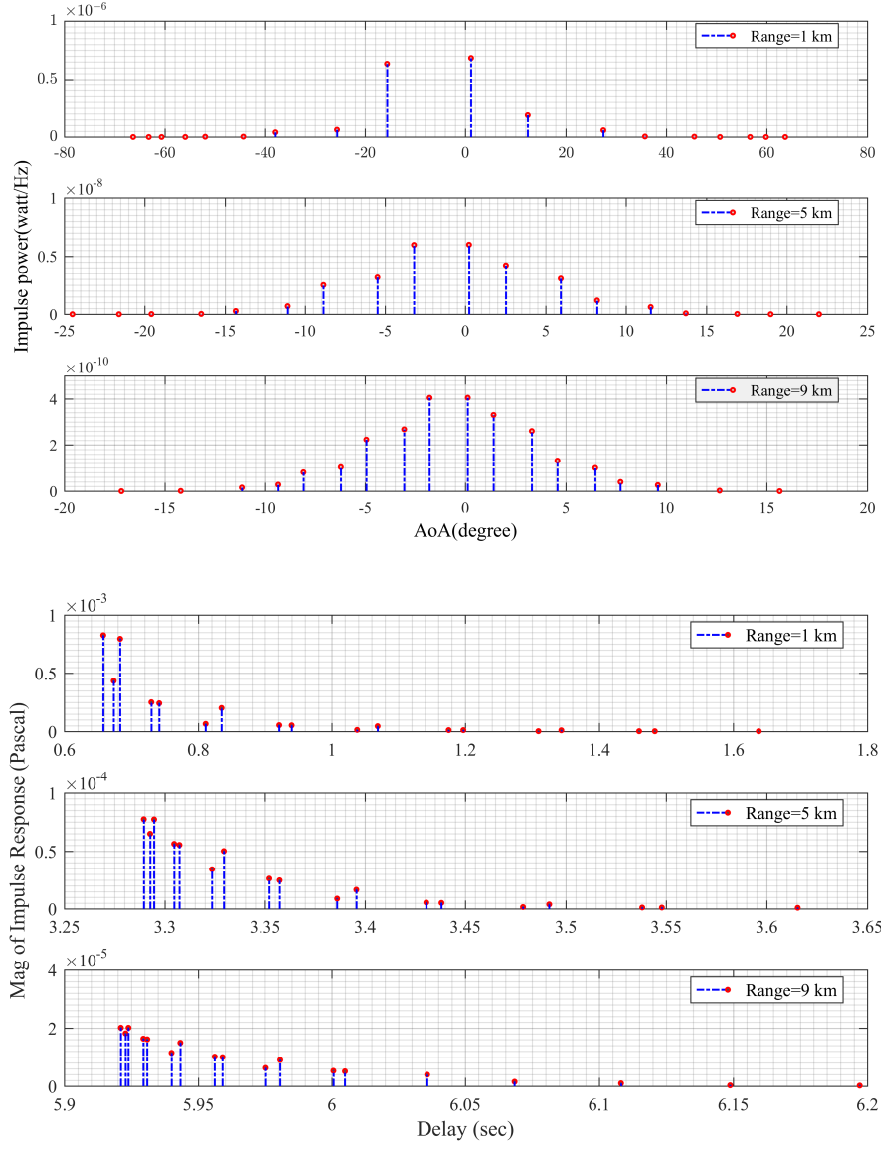 ×10⁻⁶
1
0.5
0
Range=1 km
-80 -60 -40 -20 0 20 40 60 80
×10⁻⁸
1
0.5
0
Range=5 km
-25 -20 -15 -10 -5 0 5 10 15 20 25
Impulse power(watt/Hz)
×10⁻¹⁰
4
2
0
Range=9 km
-20 -15 -10 -5 0 5 10 15 20
AoA(degree)
×10⁻³
1
0.5
0
Range=1 km
0.6 0.8 1 1.2 1.4 1.6 1.8
×10⁻⁴
1
0.5
0
Range=5 km
3.25 3.3 3.35 3.4 3.45 3.5 3.55 3.6 3.65
Mag of Impulse Response (Pascal)
×10⁻⁵
4
2
0
Range=9 km
5.9 5.95 6 6.05 6.1 6.15 6.2
Delay (sec)